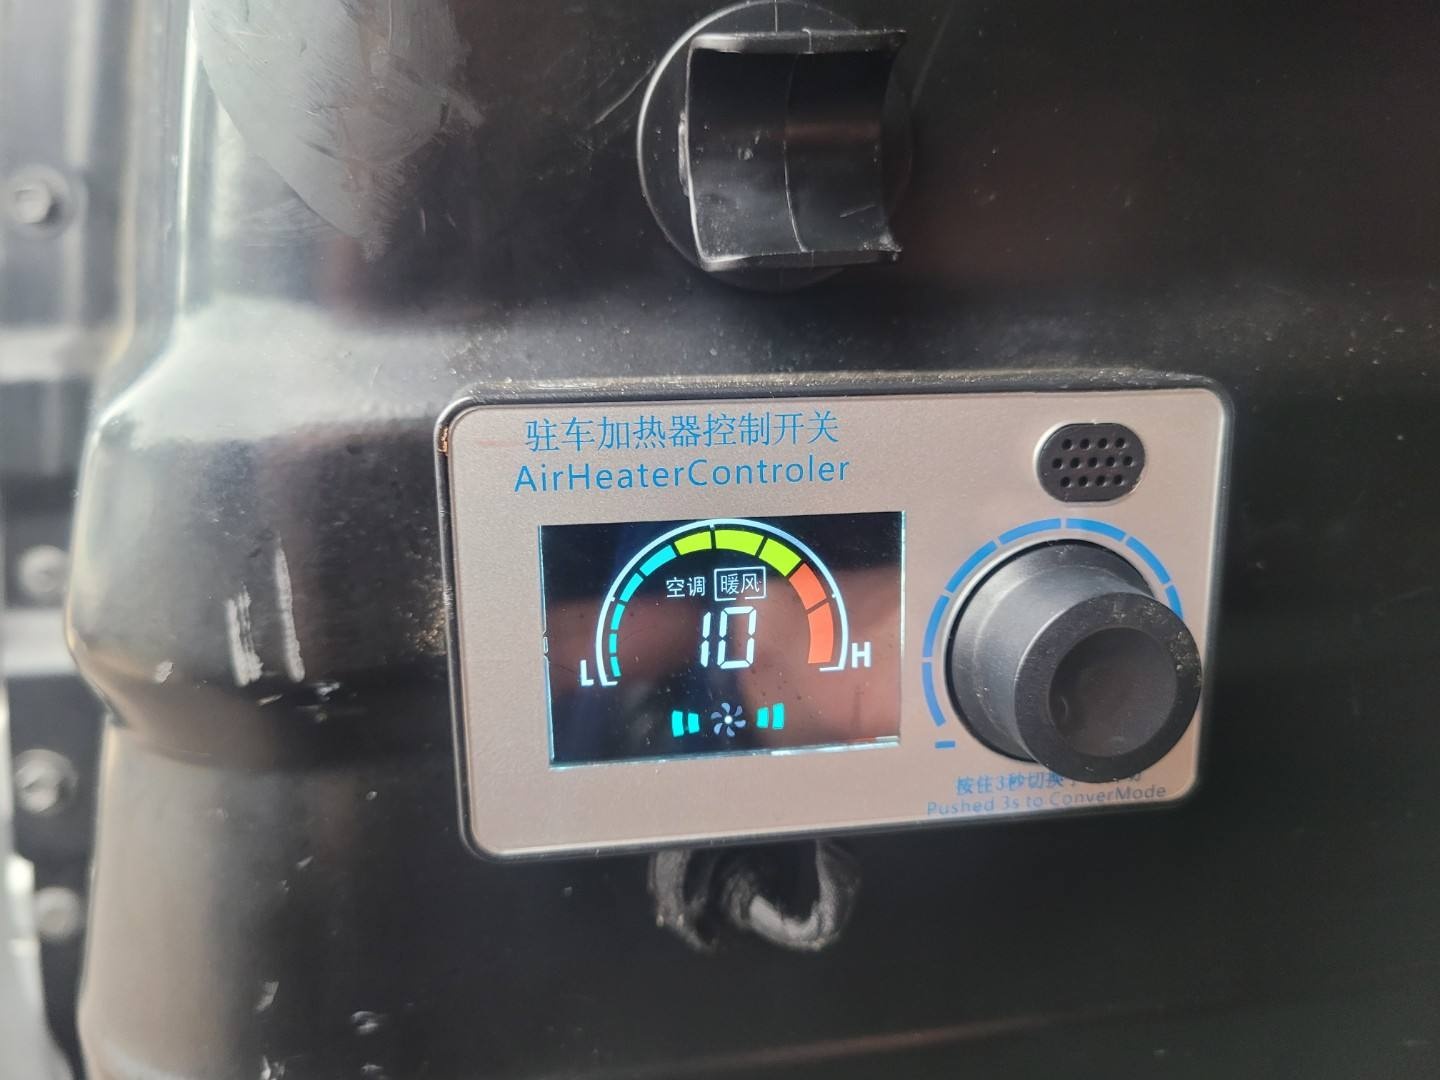 驻车加热器控制开关
AirHeaterControler
空调 暖风
10
L H
按住3秒切换
Pushed 3s to ConverMode